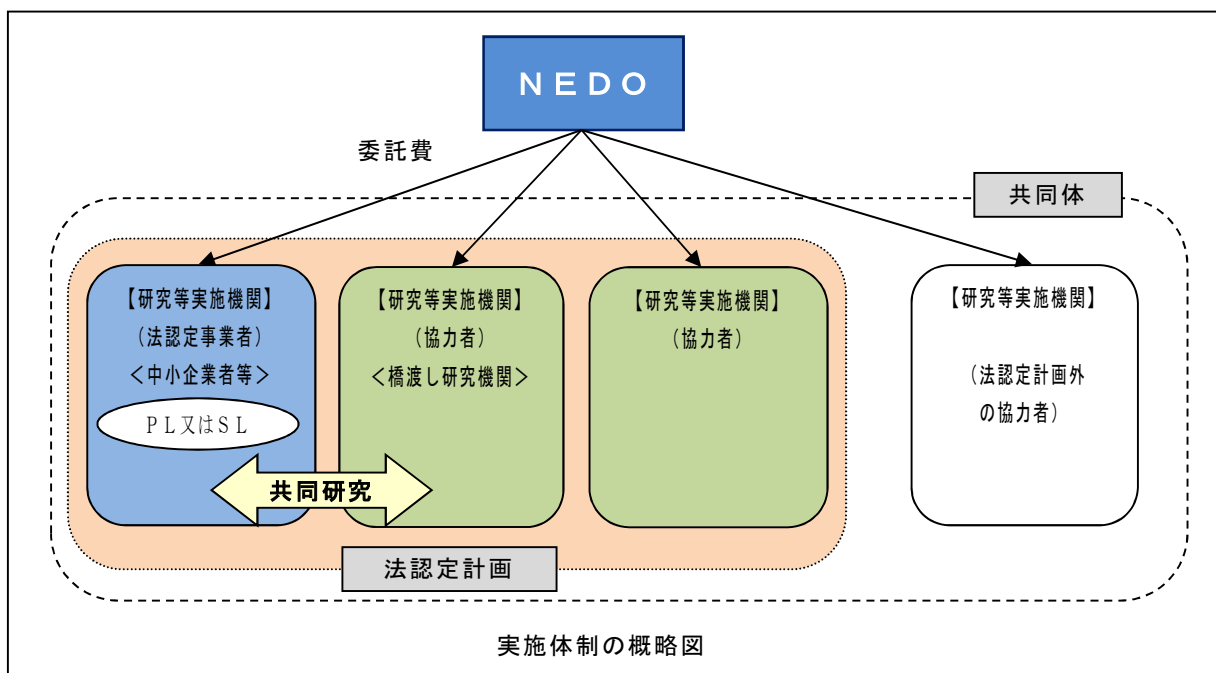 ＮＥＤＯ
委託費
共同体
【研究等実施機関】
（法認定事業者）
＜中小企業者等＞
ＰＬ又はＳＬ
【研究等実施機関】
（協力者）
＜橋渡し研究機関＞
【研究等実施機関】
（協力者）
【研究等実施機関】
（法認定計画外
の協力者）
共同研究
法認定計画
実施体制の概略図